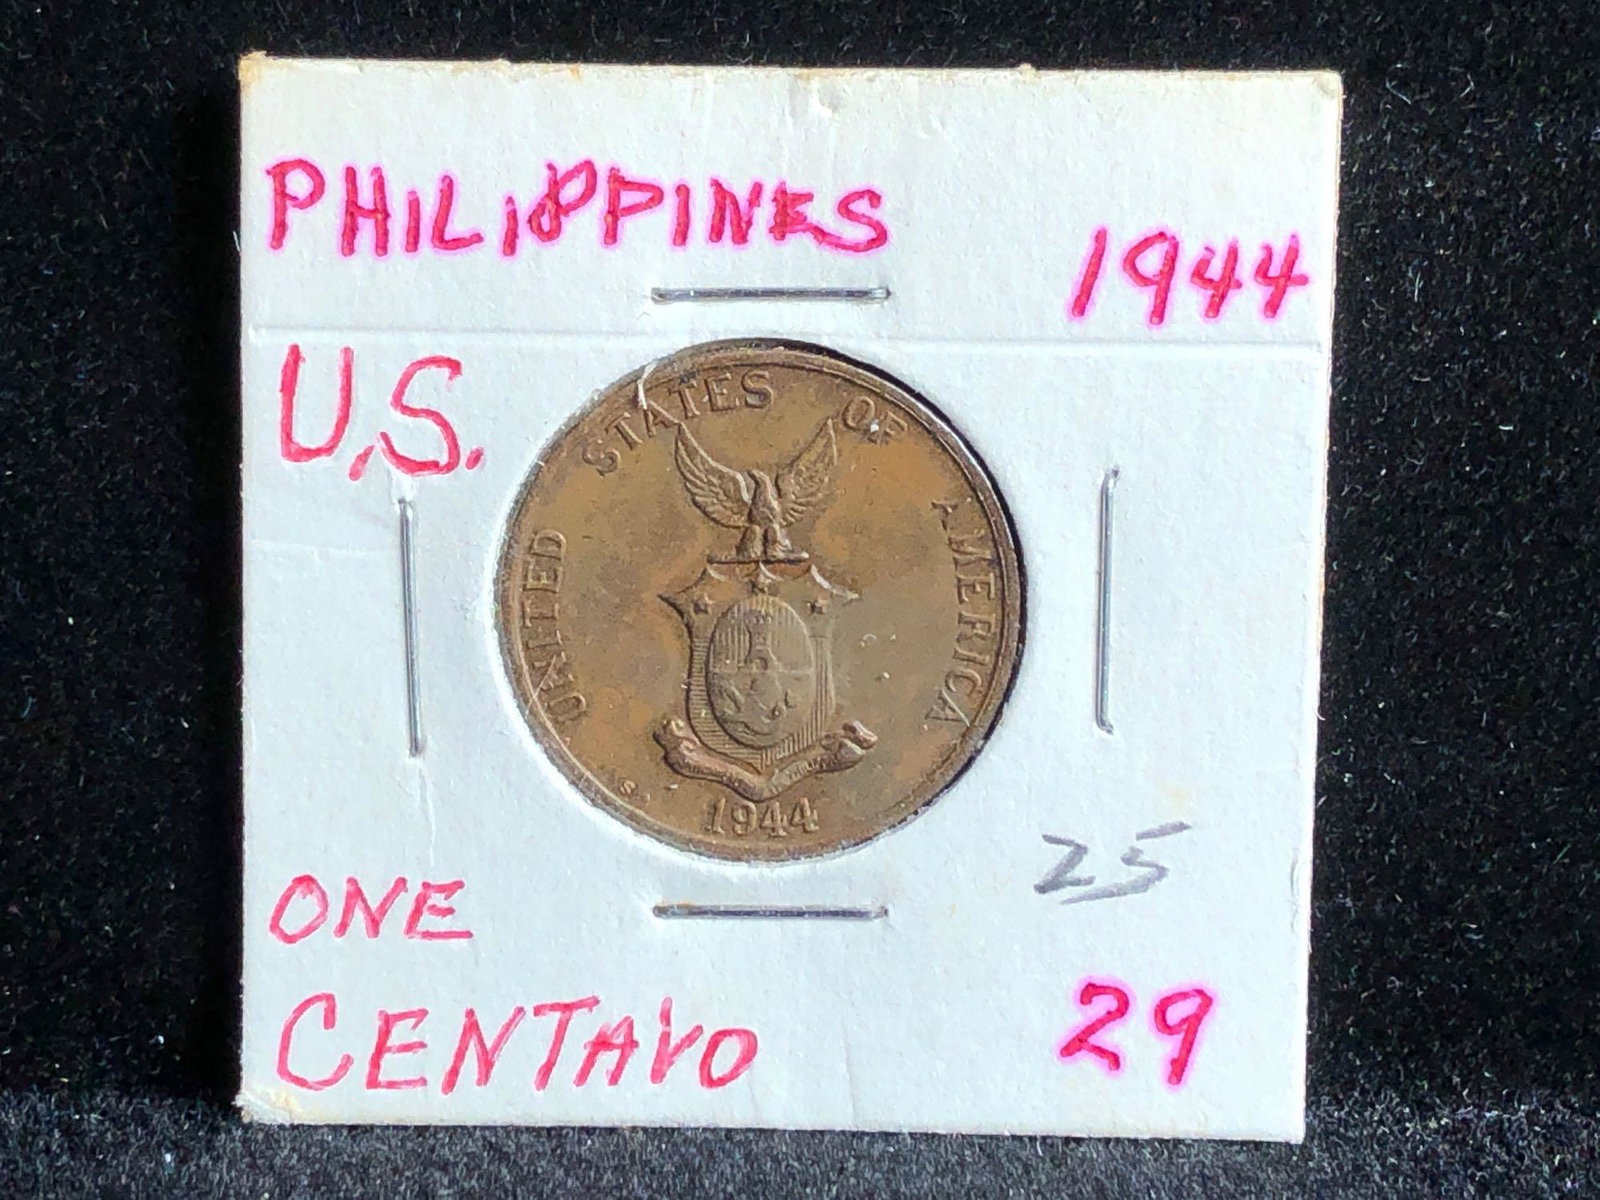 PHILIPPINES
1944
U.S.
UNITED STATES OF AMERICA
S
1944
25
ONE
CENTAVO
29